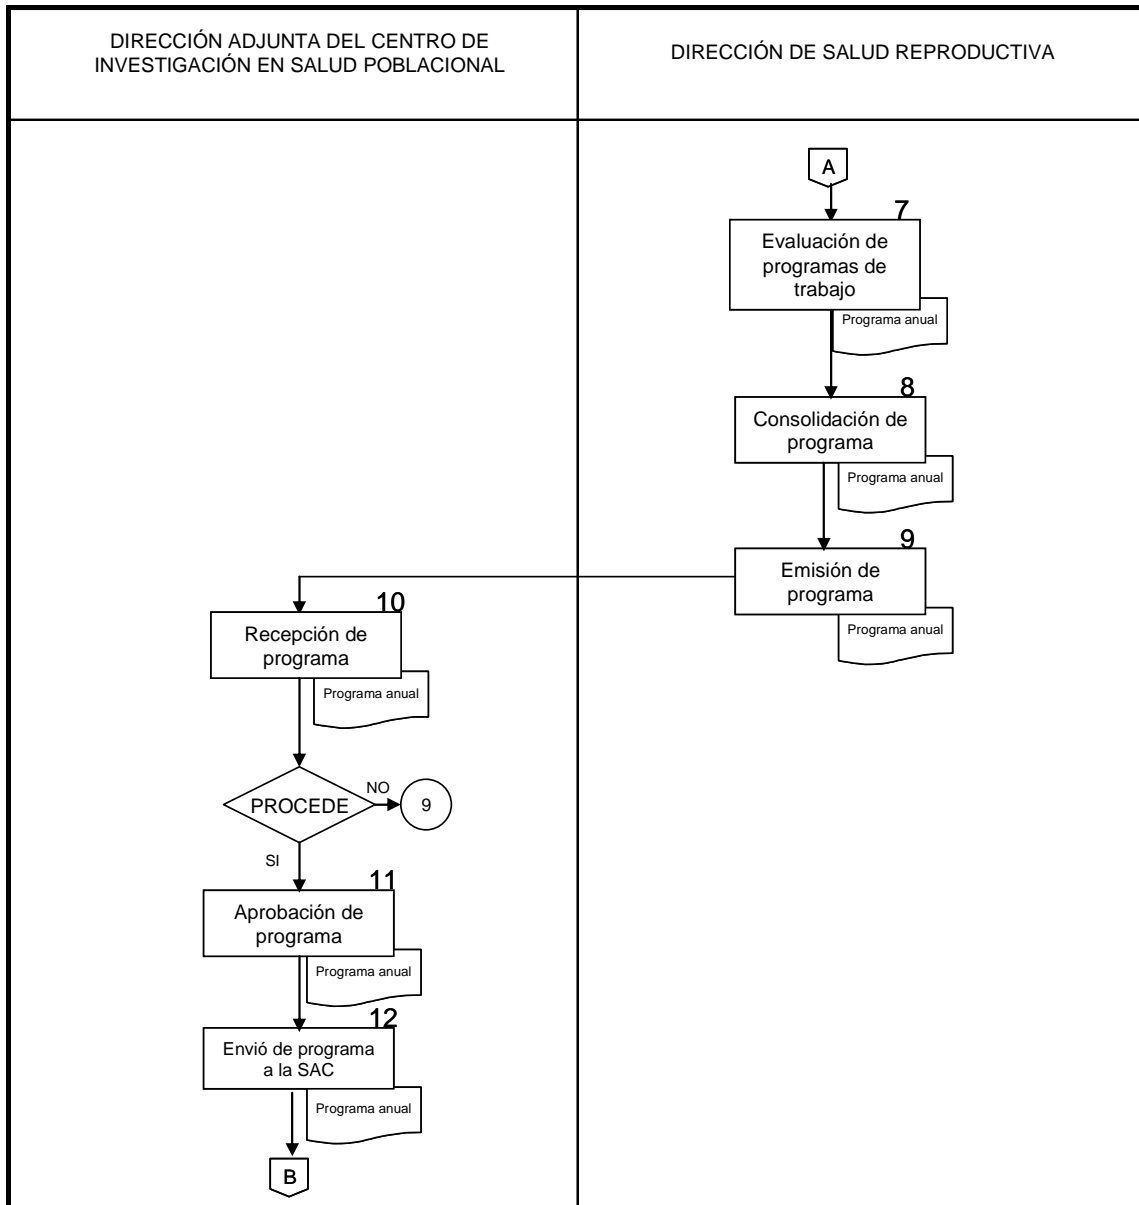 DIRECCIÓN ADJUNTA DEL CENTRO DE
INVESTIGACIÓN EN SALUD POBLACIONAL
DIRECCIÓN DE SALUD REPRODUCTIVA
A
7
Evaluación de
programas de
trabajo
Programa anual
8
Consolidación de
programa
Programa anual
9
Emisión de
programa
Programa anual
10
Recepción de
programa
Programa anual
PROCEDE
NO
9
SI
11
Aprobación de
programa
Programa anual
12
Envió de programa
a la SAC
Programa anual
B